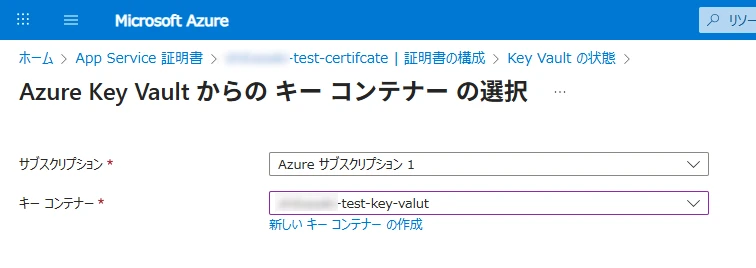 Microsoft Azure
リソー
ホーム > App Service 証明書 > -test-certifcate | 証明書の構成 > Key Vault の状態 >
Azure Key Vault からの キー コンテナー の選択 ...
サブスクリプション *
Azure サブスクリプション 1
キー コンテナー *
-test-key-valut
新しい キー コンテナー の作成